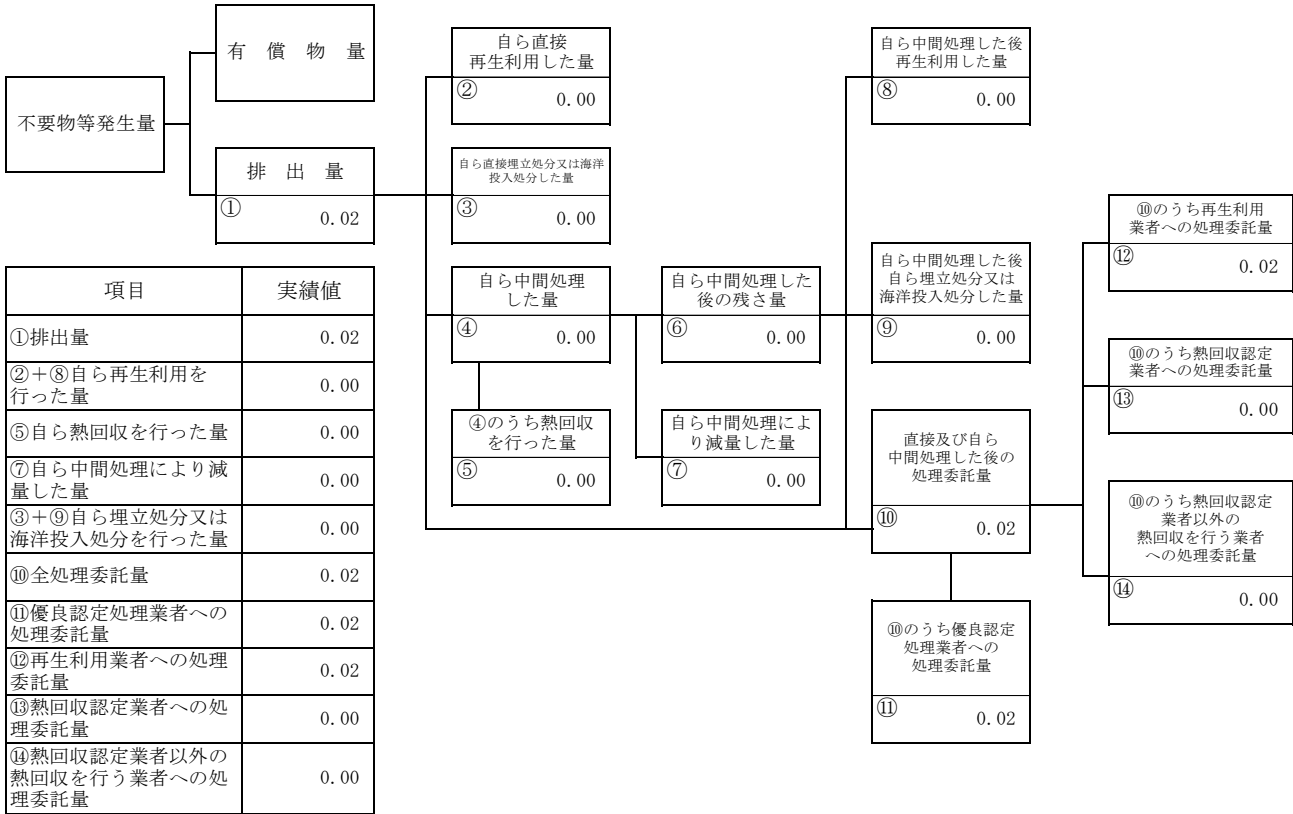 有 償 物 量
不要物等発生量
排 出 量
① 0.02
自ら直接
再生利用した量
② 0.00
自ら直接埋立処分又は海洋
投入処分した量
③ 0.00
自ら中間処理
した量
④ 0.00
④のうち熱回収
を行った量
⑤ 0.00
自ら中間処理した
後の残さ量
⑥ 0.00
自ら中間処理によ
り減量した量
⑦ 0.00
自ら中間処理した後
再生利用した量
⑧ 0.00
自ら中間処理した後
自ら埋立処分又は
海洋投入処分した量
⑨ 0.00
直接及び自ら
中間処理した後の
処理委託量
⑩ 0.02
⑩のうち優良認定
処理業者への
処理委託量
⑪ 0.02
⑩のうち再生利用
業者への処理委託量
⑫ 0.02
⑩のうち熱回収認定
業者への処理委託量
⑬ 0.00
⑩のうち熱回収認定
業者以外の
熱回収を行う業者
への処理委託量
⑭ 0.00
項目 実績値
①排出量 0.02
②+⑧自ら再生利用を
行った量 0.00
⑤自ら熱回収を行った量 0.00
⑦自ら中間処理により減
量した量 0.00
③+⑨自ら埋立処分又は
海洋投入処分を行った量 0.00
⑩全処理委託量 0.02
⑪優良認定処理業者への
処理委託量 0.02
⑫再生利用業者への処理
委託量 0.02
⑬熱回収認定業者への処
理委託量 0.00
⑭熱回収認定業者以外の
熱回収を行う業者への処
理委託量 0.00